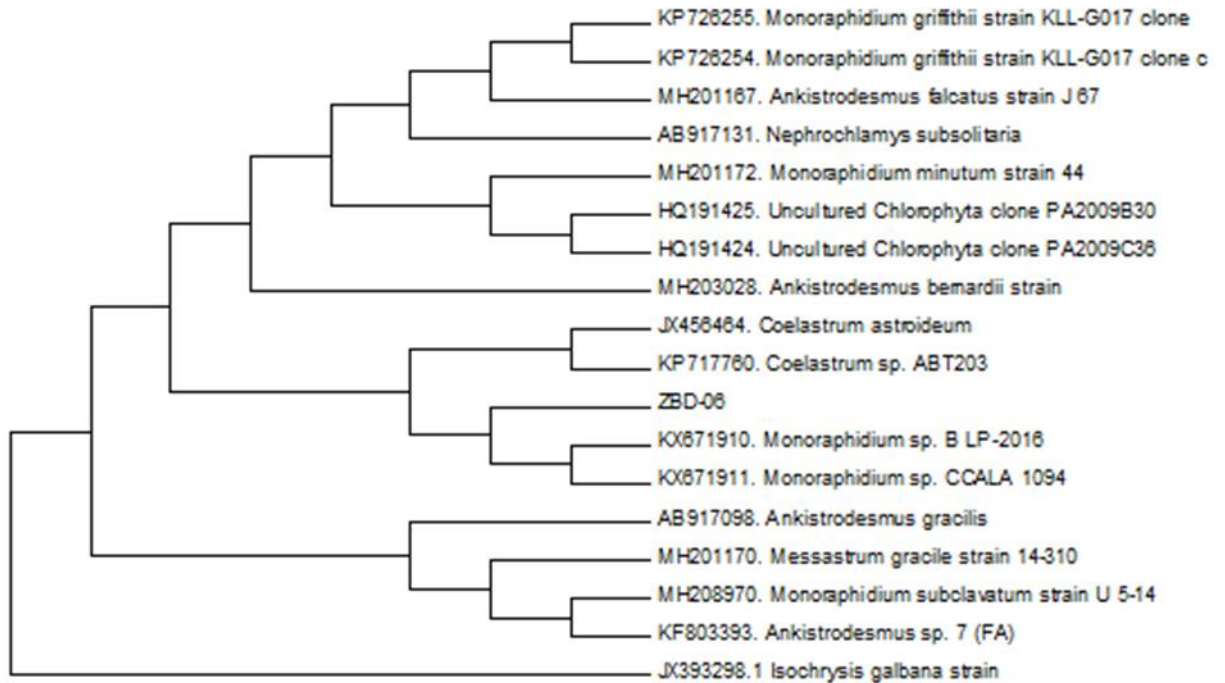 KP726255. Monoraphidium griffithii strain KLL-G017 clone
KP726254. Monoraphidium griffithii strain KLL-G017 clone c
MH201167. Ankistrodesmus falcatus strain J 67
AB917131. Nephrochlamys subsolitaria
MH201172. Monoraphidium minutum strain 44
HQ191425. Uncultured Chlorophyta clone PA2009B30
HQ191424. Uncultured Chlorophyta clone PA2009C36
MH203028. Ankistrodesmus bernardii strain
JX456464. Coelastrum astroideum
KP717760. Coelastrum sp. ABT203
ZBD-06
KX671910. Monoraphidium sp. B LP-2016
KX671911. Monoraphidium sp. CCALA 1094
AB917098. Ankistrodesmus gracilis
MH201170. Messastrum gracile strain 14-310
MH208970. Monoraphidium subclavatum strain U 5-14
KF803393. Ankistrodesmus sp. 7 (FA)
JX393298.1 Isochrysis galbana strain